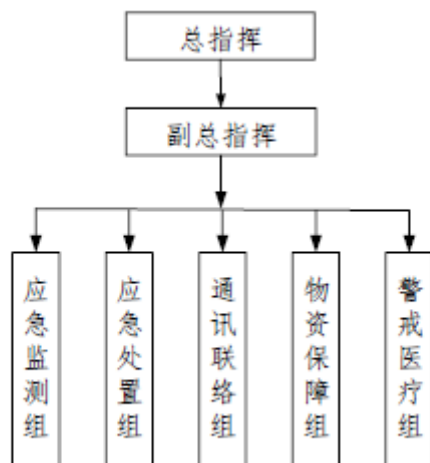 总指挥
副总指挥
应急监测组
应急处置组
通讯联络组
物资保障组
警戒医疗组